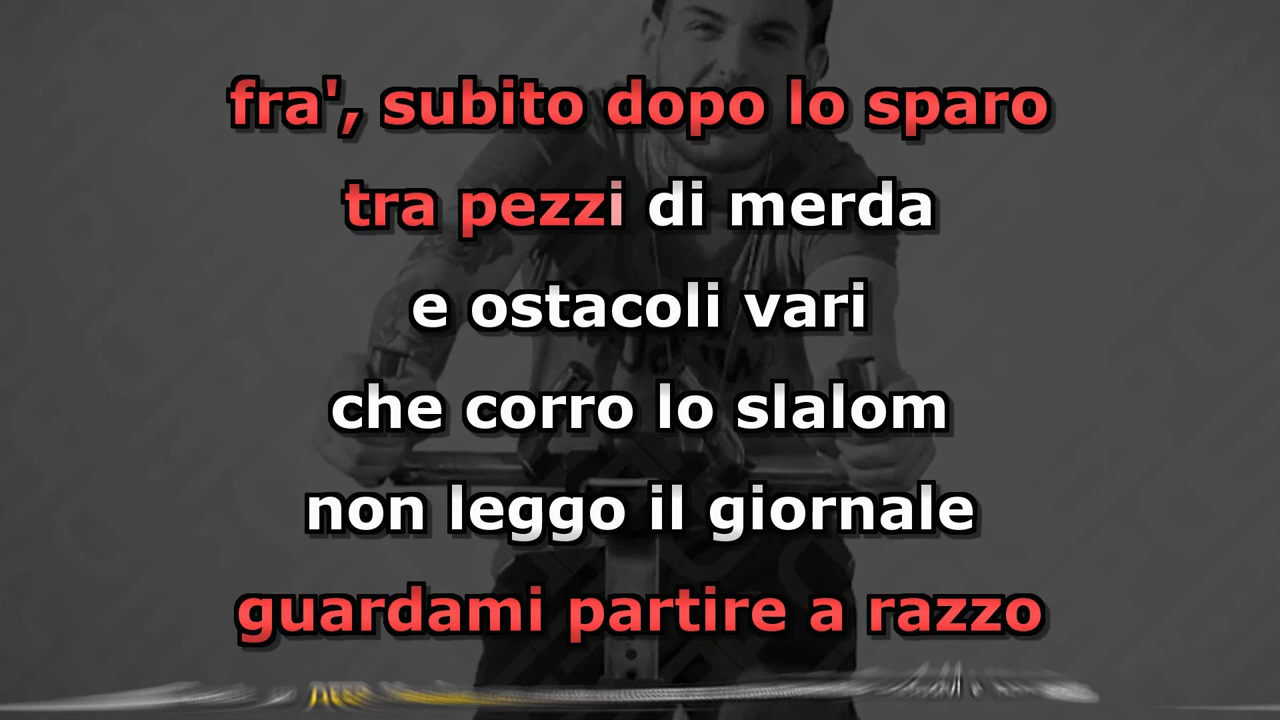 fra', subito dopo lo sparo
tra pezzi di merda
e ostacoli vari
che corro lo slalom
non leggo il giornale
guardami partire a razzo